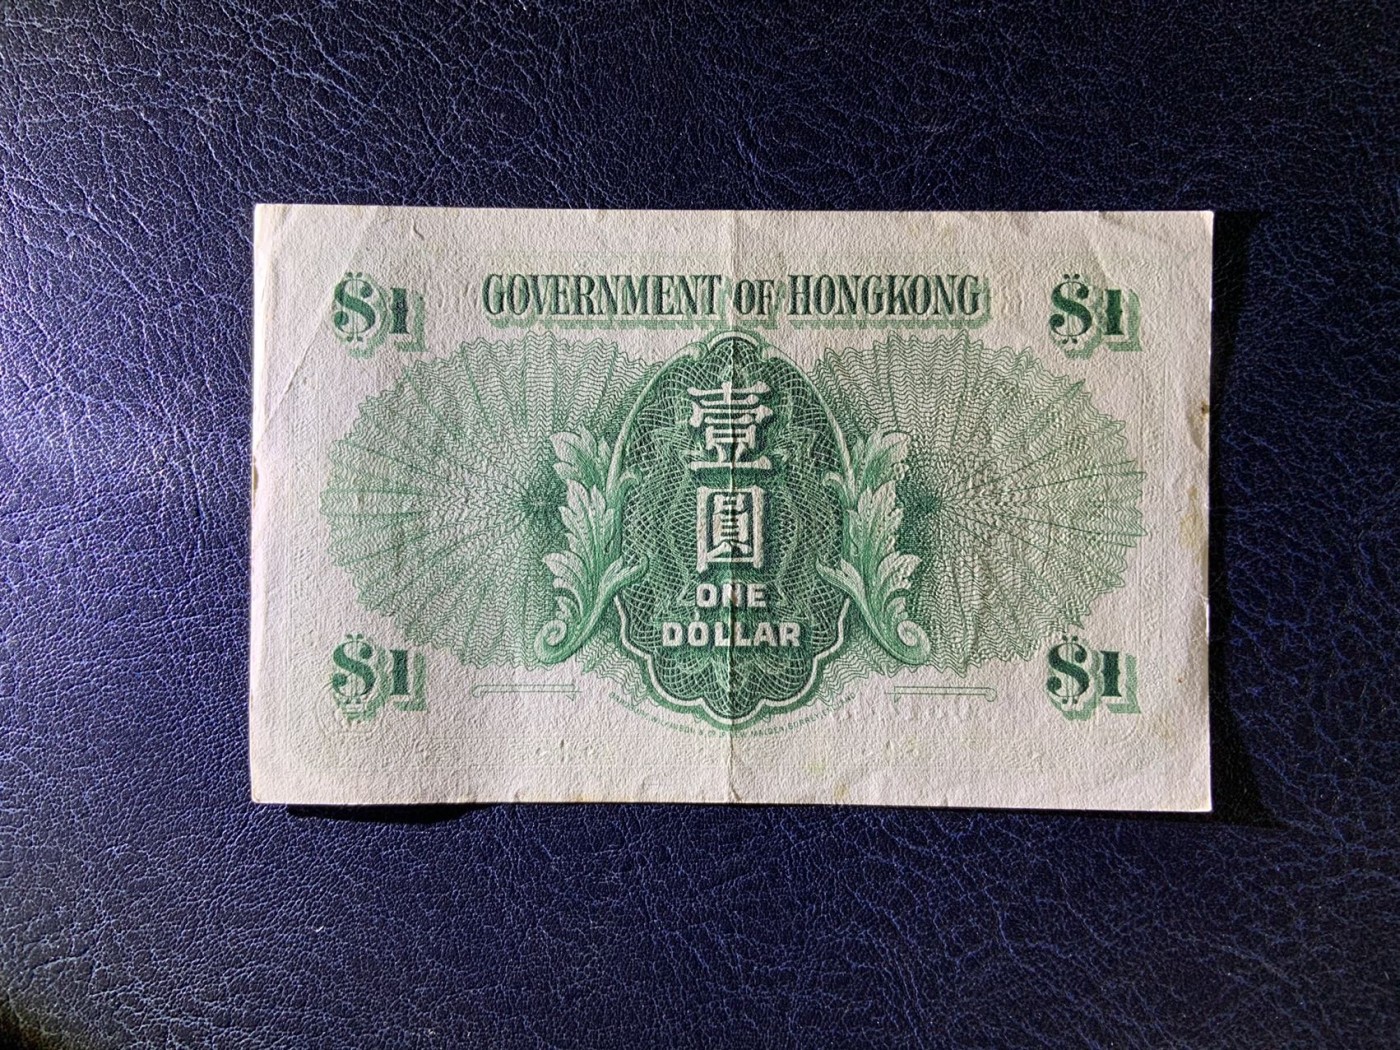 $1 GOVERNMENT OF HONGKONG $1
壹
圓
ONE
DOLLAR
$1 $1